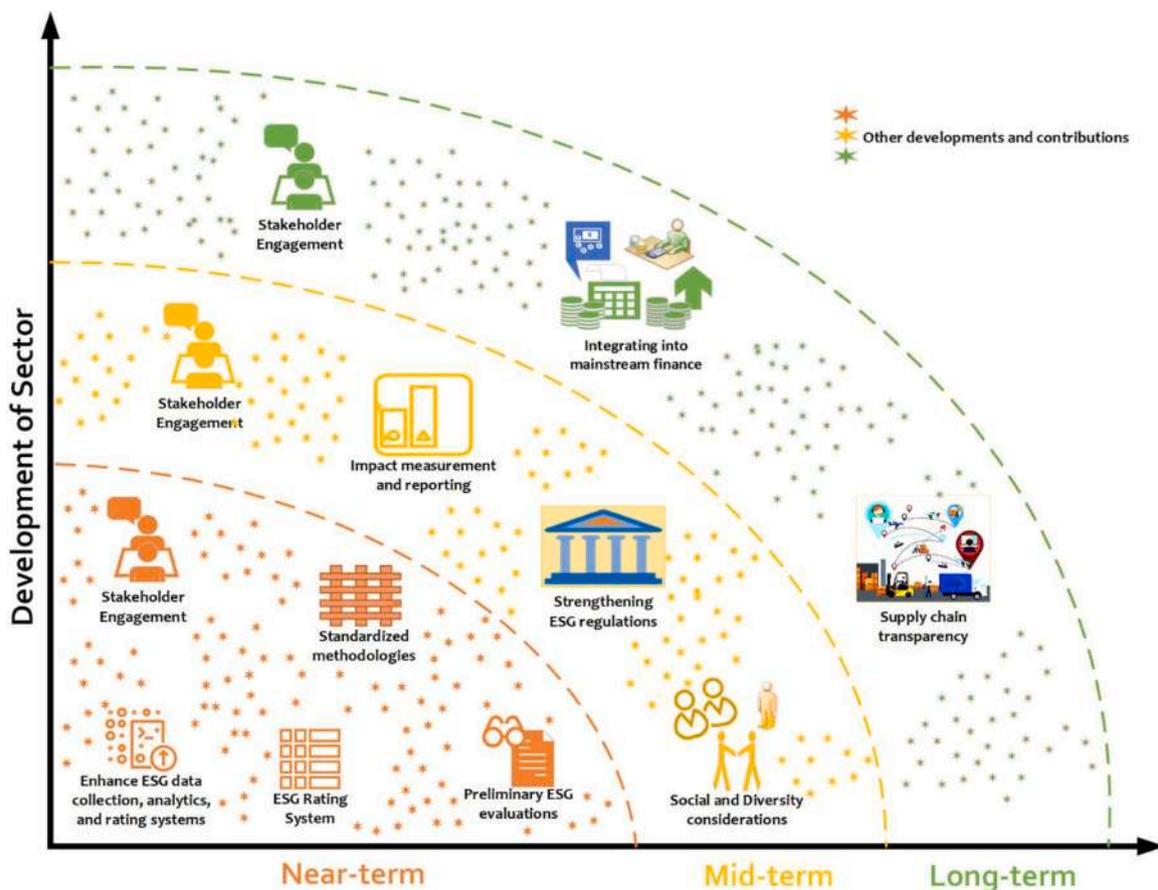 Other developments and contributions
Stakeholder
Engagement
Integrating into
mainstream finance
Stakeholder
Engagement
Impact measurement
and reporting
Development of Sector
Stakeholder
Engagement
Standardized
methodologies
Strengthening
ESG regulations
Supply chain
transparency
Enhance ESG data
collection, analytics,
and rating systems
ESG Rating
System
Preliminary ESG
evaluations
Social and Diversity
considerations
Near-term
Mid-term
Long-term